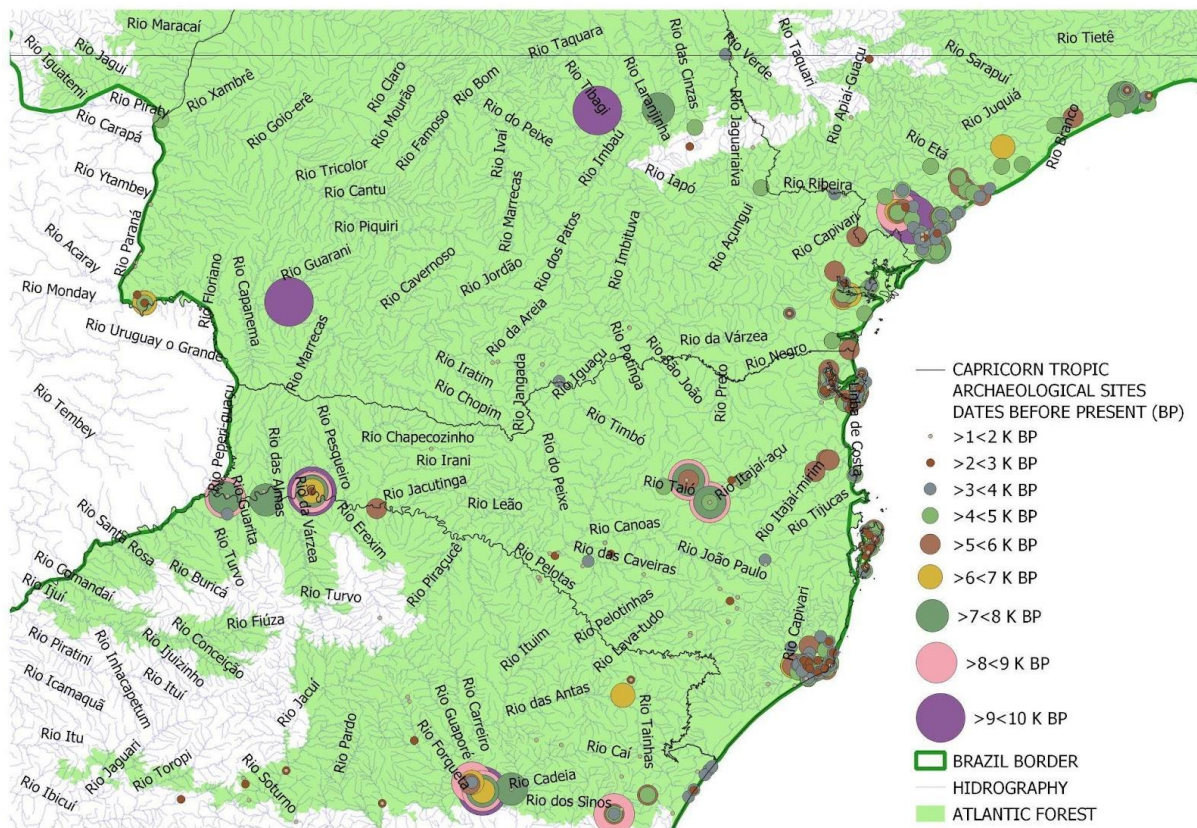 Rio Maracaí
Rio Jaguí
Rio Iguatemi
Rio Piraty
Rio Xambrê
Rio Carapá
Rio Ytambey
Rio Paraná
Rio Acaray
Rio Monday
Rio Uruguay o Grande
Rio Tembey
Rio Goio-erê
Rio Claro
Rio Mourão
Rio Famoso
Rio Bom
Rio do Peixe
Rio Taquara
Rio Tibagi
Rio Laranjinha
Rio das Cinzas
Rio Verde
Rio Jaguariaíva
Rio Taquari
Rio Apiaí-Guaçu
Rio Sarapuí
Rio Tietê
Rio Juquiá
Rio Branco
Rio Etá
Rio Ribeira
Rio Capivari
Rio Açungui
Rio Iapó
Rio Imbaú
Rio Ivaí
Rio Marrecas
Rio Tricolor
Rio Cantu
Rio Piquiri
Rio Guarani
Rio Cavernoso
Rio Jordão
Rio dos Patos
Rio Imbituva
Rio Floriano
Rio Capanema
Rio Marrecas
Rio da Areia
Rio Iratim
Rio Chopim
Rio Jangada
Rio Iguaçu
Rio Potinga
Rio São João
Rio da Várzea
Rio Negro
Rio Preto
Linha de Costa
Rio Peperi-guaçu
Rio das Antas
Rio Pesqueiro
Rio Chapecozinho
Rio Irani
Rio Jacutinga
Rio Leão
Rio do Peixe
Rio Timbó
Rio Taió
Rio Itajaí-açu
Rio Itajaí-mirim
Rio Tijucas
Rio Guarita
Rio da Várzea
Rio Erexim
Rio Canoas
Rio das Caveiras
Rio João Paulo
Rio Santa Rosa
Rio Comandaí
Rio Ijuí
Rio Turvo
Rio Buricá
Rio Turvo
Rio Fiúza
Rio Piraçucê
Rio Pelotas
Rio Pelotinhas
Rio Lava-tudo
Rio Capivari
Rio Piratini
Rio Inhacapetum
Rio Ijuizinho
Rio Conceição
Rio Ituí
Rio Icamaquã
Rio Itu
Rio Jaguari
Rio Toropi
Rio Ibicuí
Rio Soturno
Rio Jacuí
Rio Pardo
Rio Ituim
Rio das Antas
Rio Carreiro
Rio Guaporé
Rio Forqueta
Rio Tainhas
Rio Caí
Rio Cadeia
Rio dos Sinos
CAPRICORN TROPIC
ARCHAEOLOGICAL SITES
DATES BEFORE PRESENT (BP)
>1<2 K BP
>2<3 K BP
>3<4 K BP
>4<5 K BP
>5<6 K BP
>6<7 K BP
>7<8 K BP
>8<9 K BP
>9<10 K BP
BRAZIL BORDER
HIDROGRAPHY
ATLANTIC FOREST